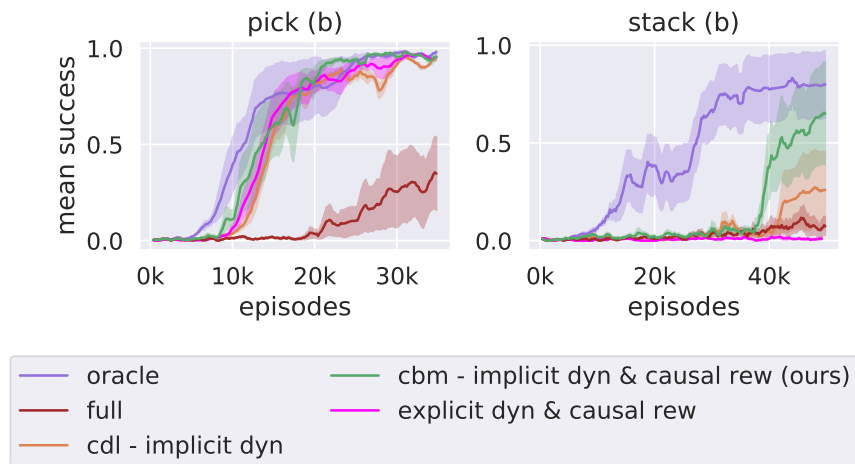 pick (b)
stack (b)
mean success
1.0
0.5
0.0
0k 10k 20k 30k
episodes
1.0
0.5
0.0
0k 20k 40k
episodes
oracle
full
cdl - implicit dyn
cbm - implicit dyn & causal rew (ours)
explicit dyn & causal rew